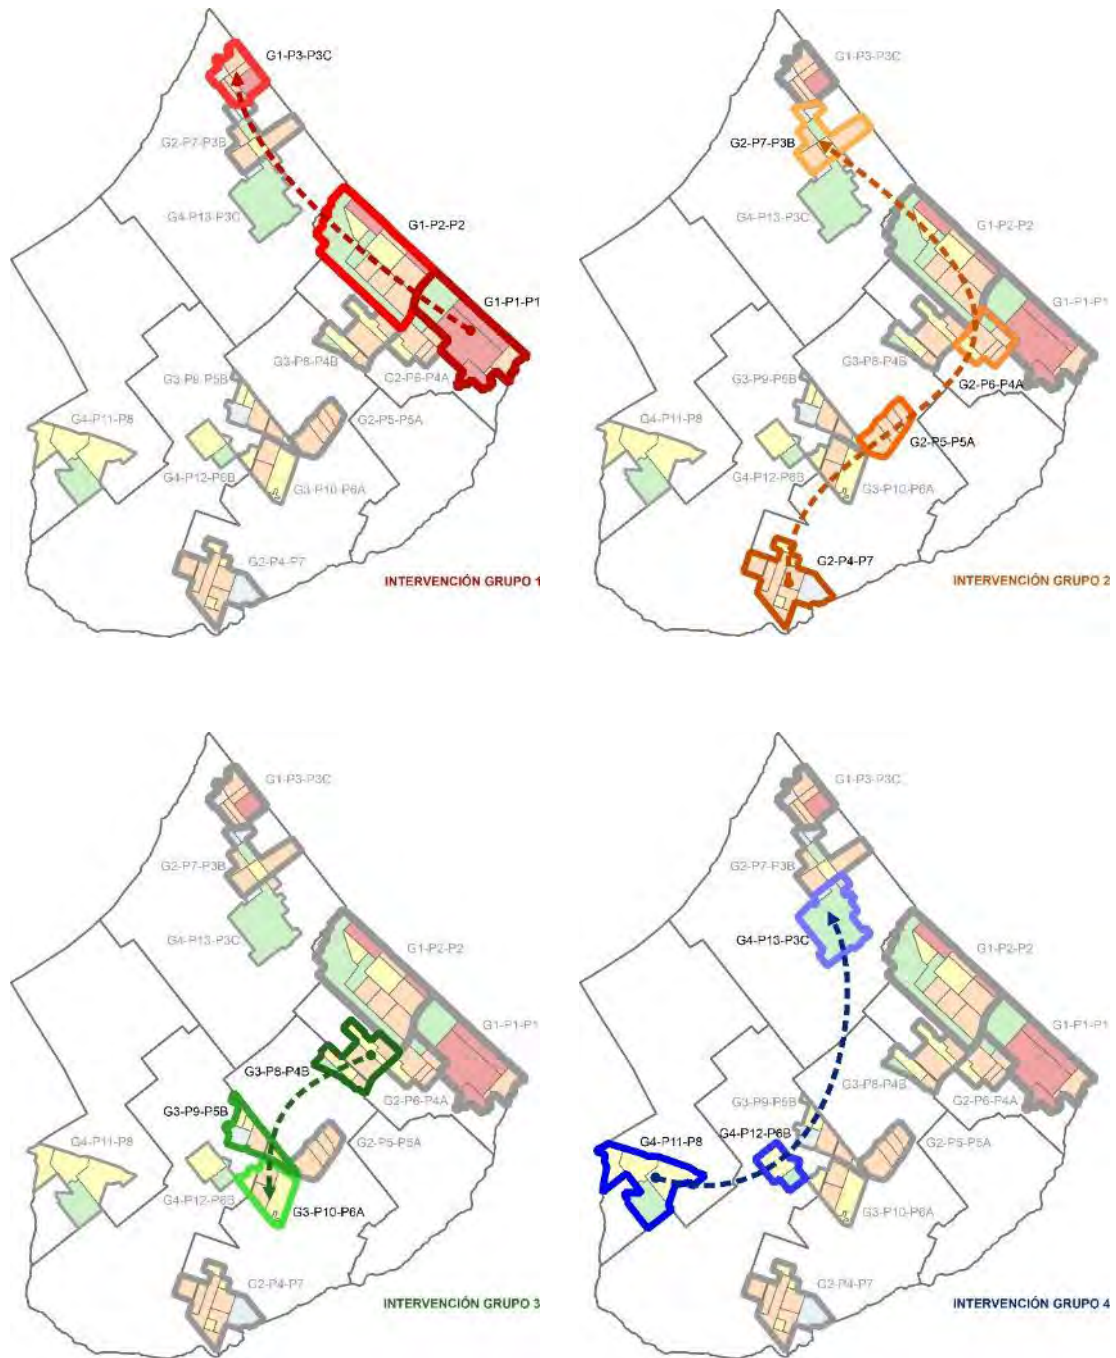 G1-P3-P3C
G2-P7-P3B
G4-P13-P3C
G1-P2-P2
G1-P1-P1
G3-P8-P4B
G2-P6-P4A
G3-P9-P5B
G4-P11-P8
G2-P5-P5A
G4-P12-P6B
G3-P10-P6A
G2-P4-P7
INTERVENCIÓN GRUPO 1
G1-P3-P3C
G2-P7-P3B
G4-P13-P3C
G1-P2-P2
G1-P1-P1
G3-P8-P4B
G2-P6-P4A
G3-P9-P5B
G4-P11-P8
G2-P5-P5A
G4-P12-P6B
G3-P10-P6A
G2-P4-P7
INTERVENCIÓN GRUPO 2
G1-P3-P3C
G2-P7-P3B
G4-P13-P3C
G1-P2-P2
G1-P1-P1
G3-P8-P4B
G2-P6-P4A
G3-P9-P5B
G4-P11-P8
G2-P5-P5A
G4-P12-P6B
G3-P10-P6A
G2-P4-P7
INTERVENCIÓN GRUPO 3
G1-P3-P3C
G2-P7-P3B
G4-P13-P3C
G1-P2-P2
G1-P1-P1
G3-P8-P4B
G2-P6-P4A
G3-P9-P5B
G4-P11-P8
G4-P12-P6B
G2-P5-P5A
G3-P10-P6A
G2-P4-P7
INTERVENCIÓN GRUPO 4